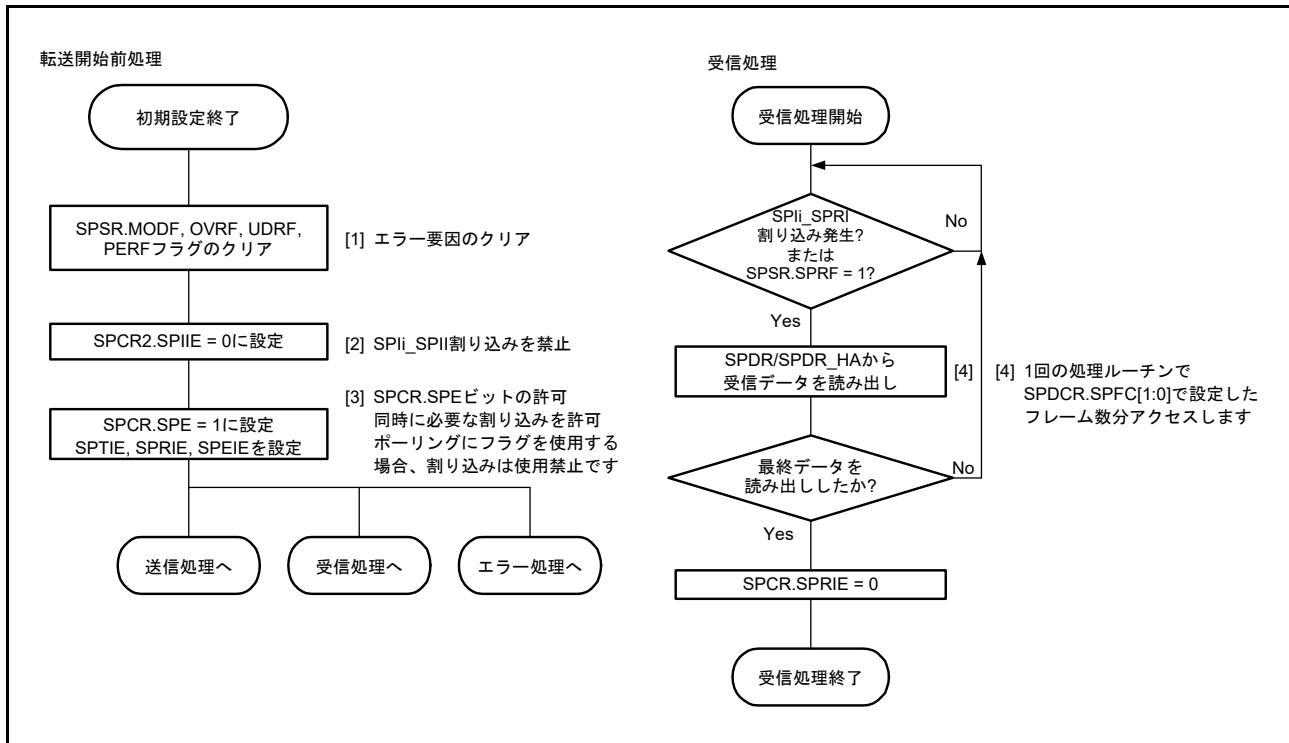 転送開始前処理
初期設定終了
SPSR.MODF, OVRF, UDRF,
PERFフラグのクリア
[1] エラー要因のクリア
SPCR2.SPIIE = 0に設定
[2] SPIi_SPII割り込みを禁止
SPCR.SPE = 1に設定
SPTIE, SPRIE, SPEIEを設定
[3] SPCR.SPEビットの許可
同時に必要な割り込みを許可
ポーリングにフラグを使用する
場合、割り込みは使用禁止です
送信処理へ
受信処理へ
エラー処理へ
受信処理
受信処理開始
SPIi_SPRI
割り込み発生?
または
SPSR.SPRF = 1?
No
Yes
SPDR/SPDR_HAから
受信データを読み出し
[4]
[4] 1回の処理ルーチンで
SPDCR.SPFC[1:0]で設定した
フレーム数分アクセスします
最終データを
読み出ししたか?
No
Yes
SPCR.SPRIE = 0
受信処理終了